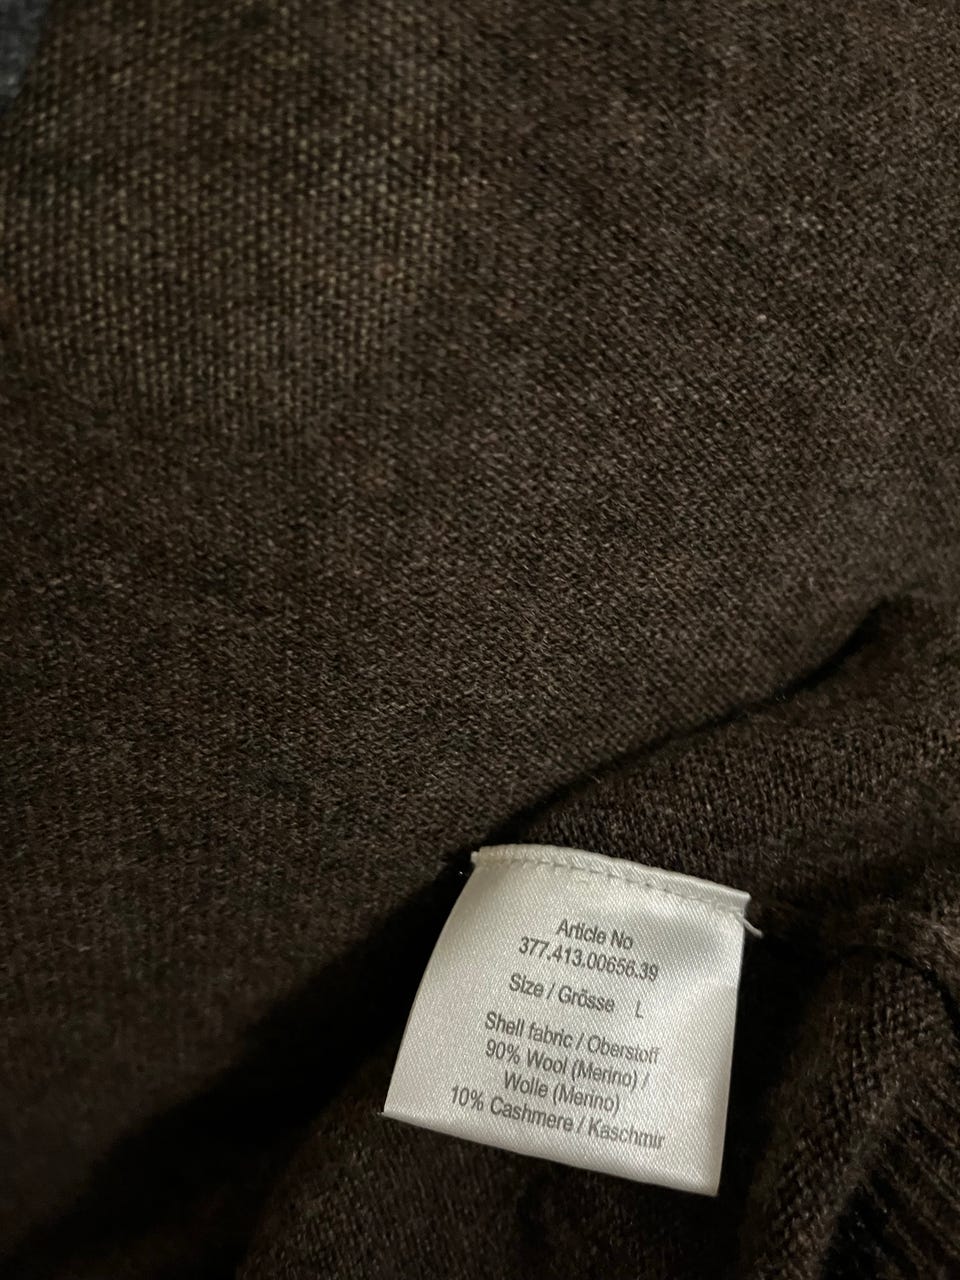 Article No
377.413.00656.39
Size / Grösse L
Shell fabric / Oberstoff
90% Wool (Merino) /
Wolle (Merino)
10% Cashmere / Kaschmir